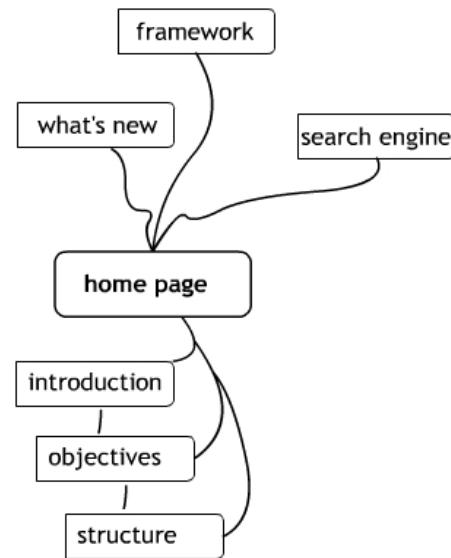 framework
what's new
search engine
home page
introduction
objectives
structure